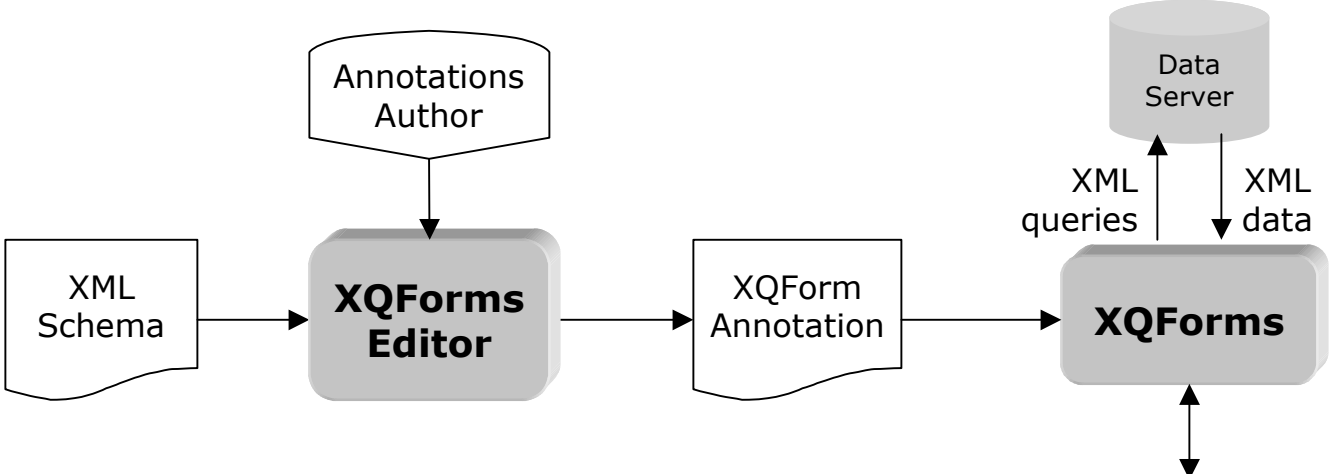 Annotations
Author
Data
Server
XML
queries
XML
data
XML
Schema
XQForms
Editor
XQForm
Annotation
XQForms